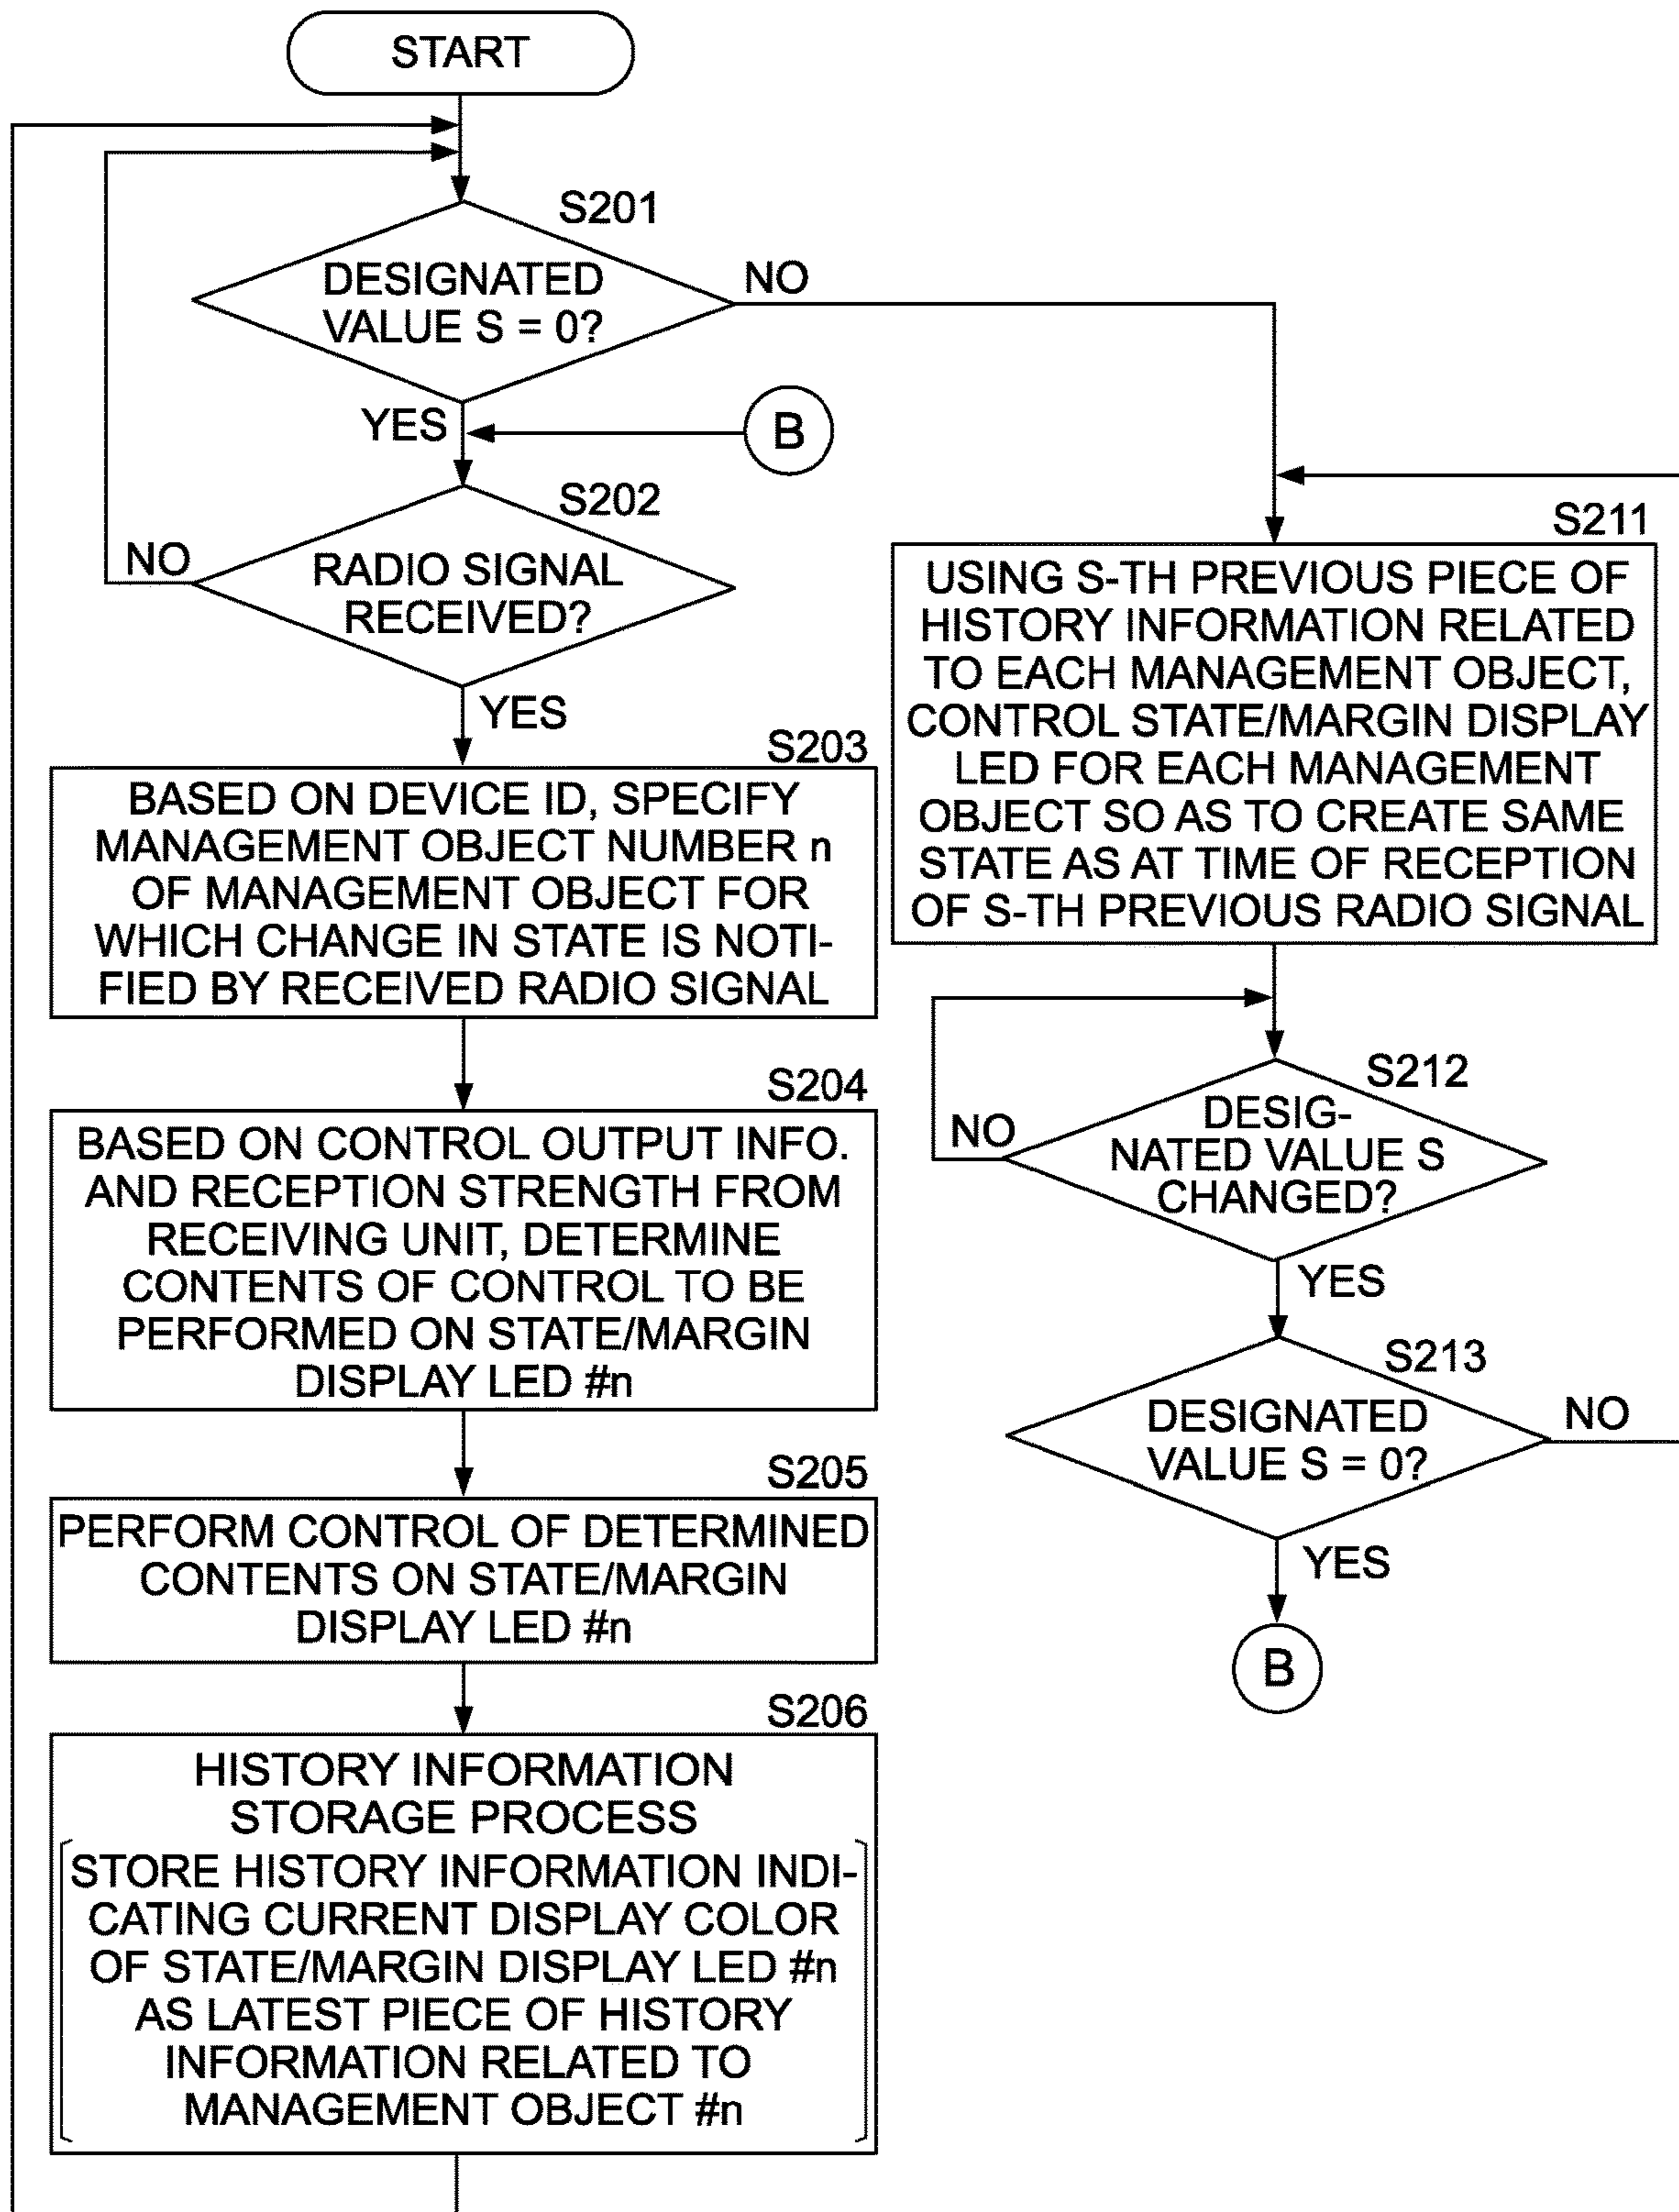 START
S201
DESIGNATED
VALUE S = 0?
NO
YES
B
S202
RADIO SIGNAL
RECEIVED?
NO
YES
S203
BASED ON DEVICE ID, SPECIFY
MANAGEMENT OBJECT NUMBER n
OF MANAGEMENT OBJECT FOR
WHICH CHANGE IN STATE IS NOTI-
FIED BY RECEIVED RADIO SIGNAL
S204
BASED ON CONTROL OUTPUT INFO.
AND RECEPTION STRENGTH FROM
RECEIVING UNIT, DETERMINE
CONTENTS OF CONTROL TO BE
PERFORMED ON STATE/MARGIN
DISPLAY LED #n
S205
PERFORM CONTROL OF DETERMINED
CONTENTS ON STATE/MARGIN
DISPLAY LED #n
S206
HISTORY INFORMATION
STORAGE PROCESS
STORE HISTORY INFORMATION INDI-
CATING CURRENT DISPLAY COLOR
OF STATE/MARGIN DISPLAY LED #n
AS LATEST PIECE OF HISTORY
INFORMATION RELATED TO
MANAGEMENT OBJECT #n
S211
USING S-TH PREVIOUS PIECE OF
HISTORY INFORMATION RELATED
TO EACH MANAGEMENT OBJECT,
CONTROL STATE/MARGIN DISPLAY
LED FOR EACH MANAGEMENT
OBJECT SO AS TO CREATE SAME
STATE AS AT TIME OF RECEPTION
OF S-TH PREVIOUS RADIO SIGNAL
S212
DESIG-
NATED VALUE S
CHANGED?
NO
YES
S213
DESIGNATED
VALUE S = 0?
NO
YES
B